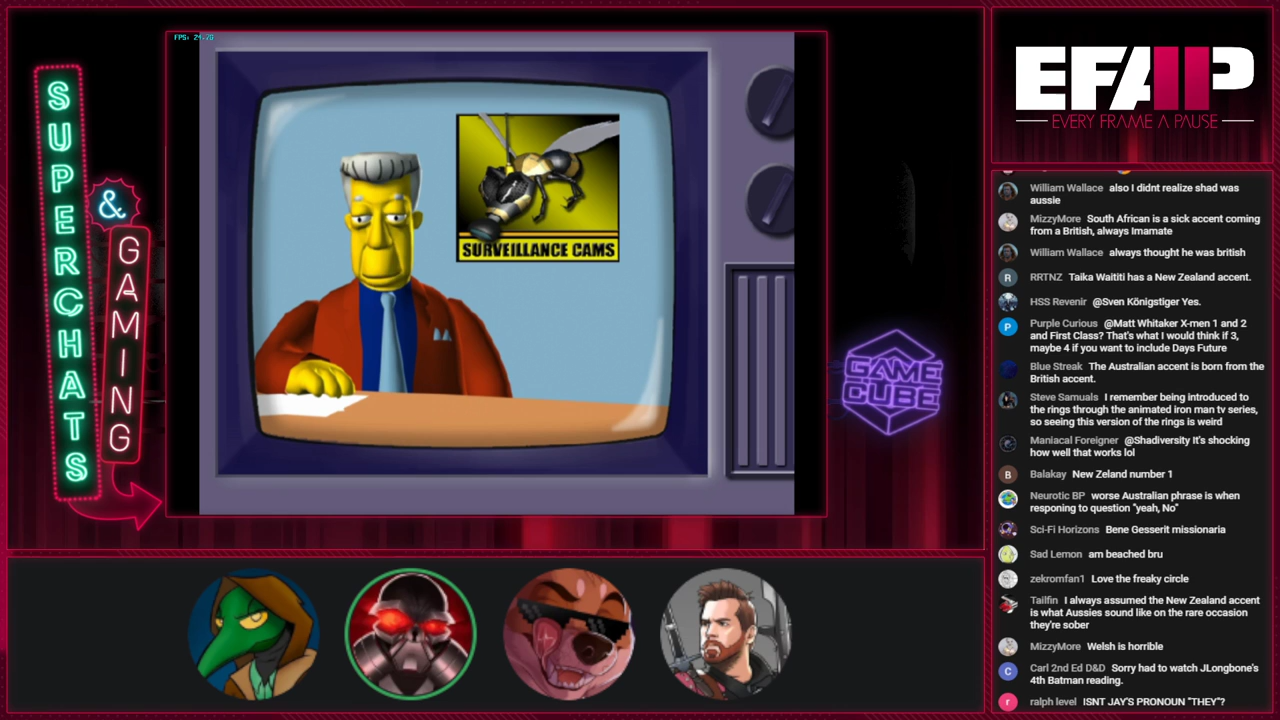 FPS: 24.70
SUPERCHATS
&
GAMING
SURVEILLANCE CAMS
GAME
CUBE
EFAP
EVERY FRAME A PAUSE
William Wallace also I didnt realize shad was
aussie
MizzyMore South African is a sick accent coming
from a British, always Imamate
William Wallace always thought he was british
R RRTNZ Taika Waititi has a New Zealand accent.
HSS Revenir @Sven Königstiger Yes.
P Purple Curious @Matt Whitaker X-men 1 and 2
and First Class? That's what I would think if 3,
maybe 4 if you want to include Days Future
Blue Streak The Australian accent is born from the
British accent.
Steve Samuals I remember being introduced to
the rings through the animated iron man tv series,
so seeing this version of the rings is weird
Maniacal Foreigner @Shadiversity It's shocking
how well that works lol
B Balakay New Zeland number 1
Neurotic BP worse Australian phrase is when
responing to question "yeah, No"
Sci-Fi Horizons Bene Gesserit missionaria
Sad Lemon am beached bru
zekromfan1 Love the freaky circle
Tailfin I always assumed the New Zealand accent
is what Aussies sound like on the rare occasion
they're sober
MizzyMore Welsh is horrible
C Carl 2nd Ed D&D Sorry had to watch JLongbone's
4th Batman reading.
r ralph level ISNT JAY'S PRONOUN "THEY"?